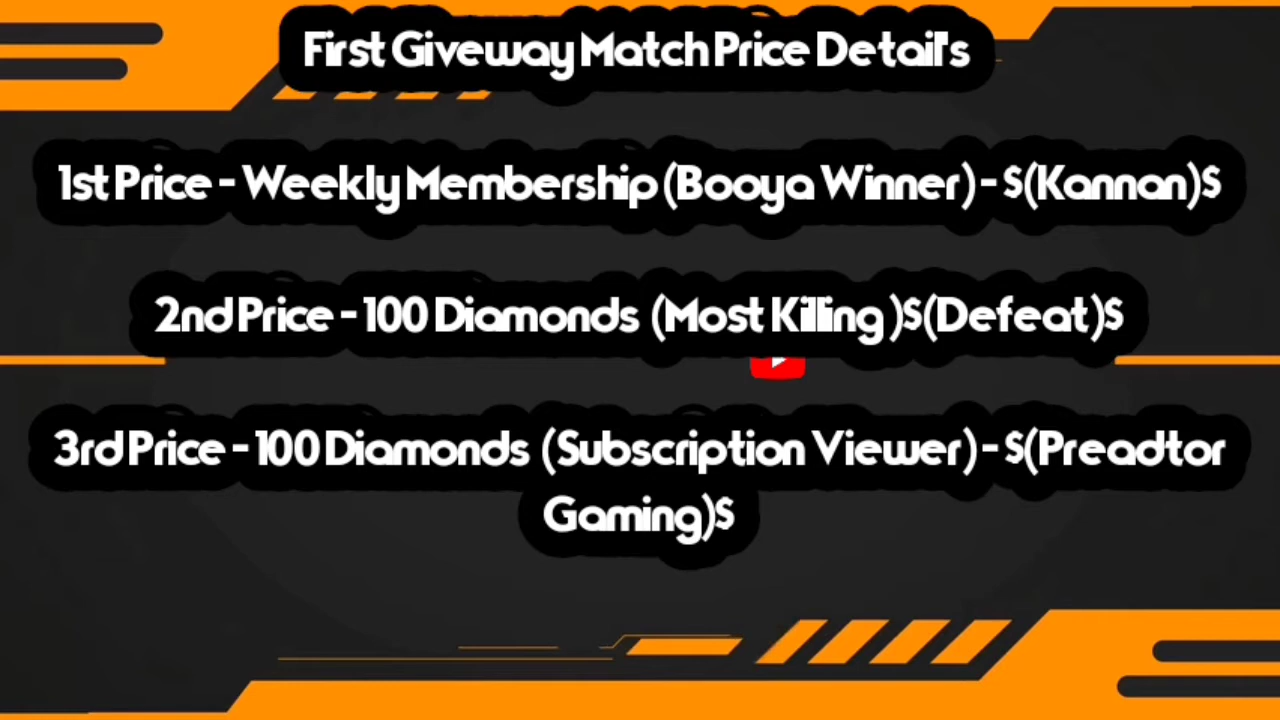 First Giveway Match Price Detail's
1st Price - Weekly Membership (Booya Winner) - $(Kannan)$
2nd Price - 100 Diamonds (Most Killing )$(Defeat)$
3rd Price - 100 Diamonds (Subscription Viewer) - $(Preadtor
Gaming)$